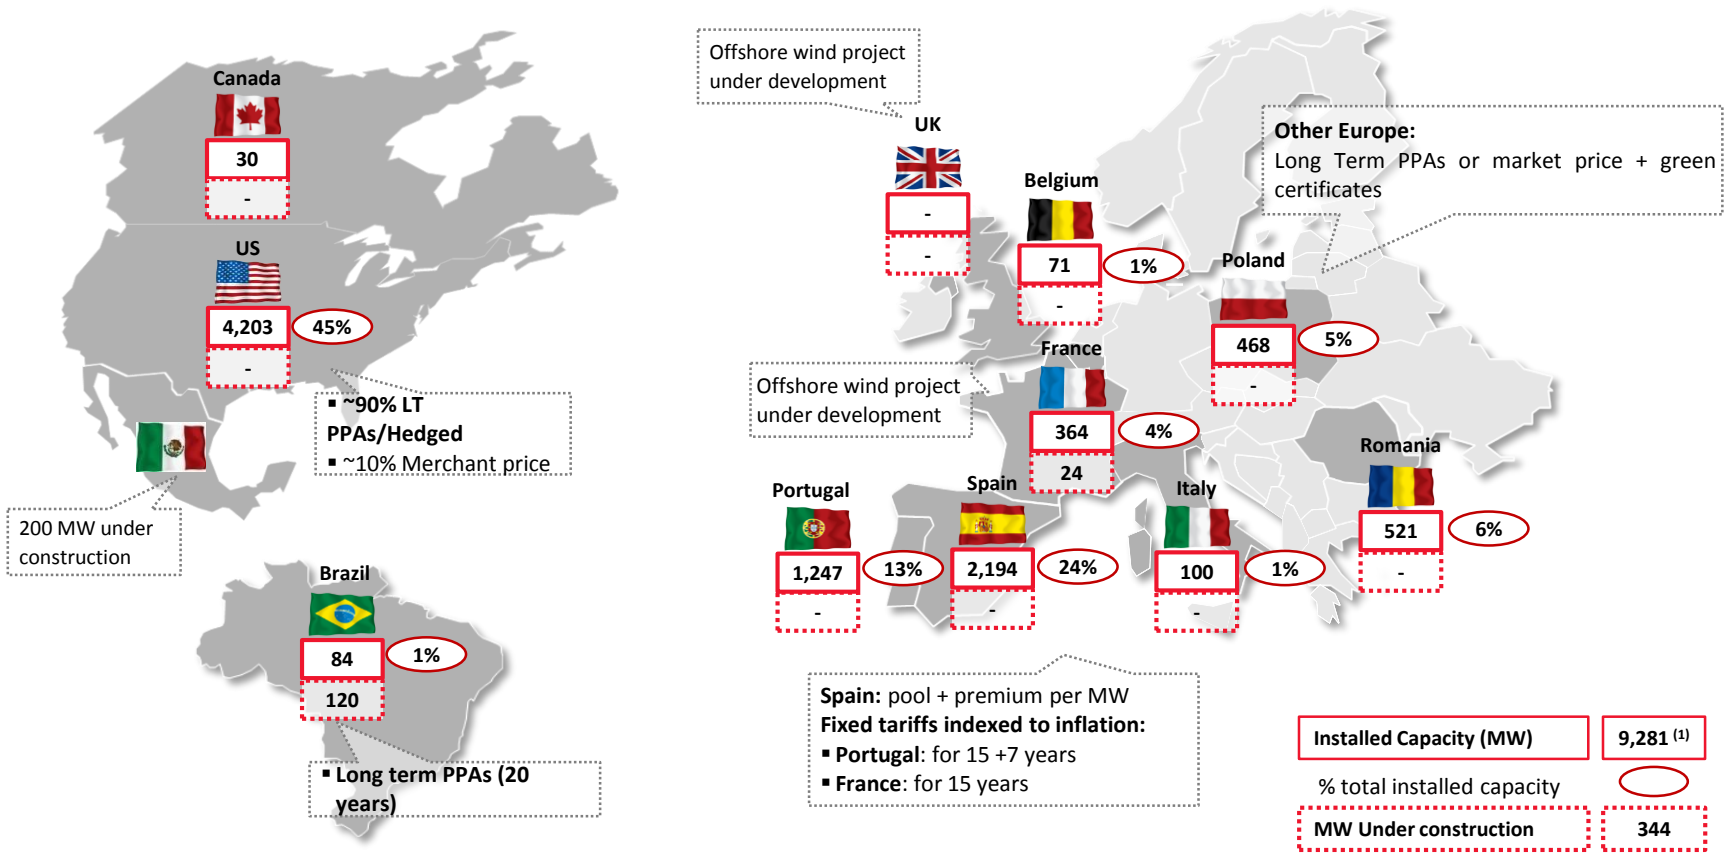 Canada
30
-
US
4,203
45%
-
▪ ~90% LT
PPAs/Hedged
▪ ~10% Merchant price
200 MW under
construction
Brazil
84
1%
120
▪ Long term PPAs (20
years)
Offshore wind project
under development
UK
-
-
Belgium
71
1%
-
Other Europe:
Long Term PPAs or market price + green
certificates
Poland
468
5%
-
Offshore wind project
under development
France
364
4%
24
Portugal
1,247
13%
-
Spain
2,194
24%
-
Italy
100
1%
-
Romania
521
6%
-
Spain: pool + premium per MW
Fixed tariffs indexed to inflation:
▪ Portugal: for 15 +7 years
▪ France: for 15 years
Installed Capacity (MW) 9,281 (1)
% total installed capacity
MW Under construction 344